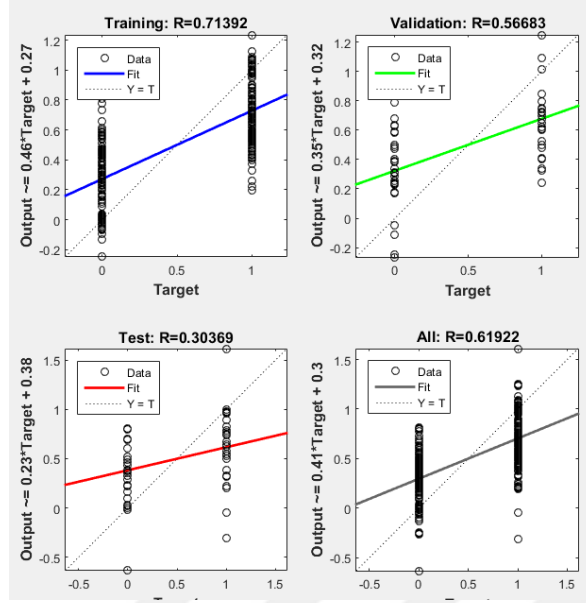 Training: R=0.71392
Output ~= 0.46*Target + 0.27
1.2
1
0.8
0.6
0.4
0.2
0
-0.2
Data
Fit
Y = T
0
0.5
1
Target
Validation: R=0.56683
Output ~= 0.35*Target + 0.32
1.2
1
0.8
0.6
0.4
0.2
0
-0.2
Data
Fit
Y = T
0
0.5
1
Target
Test: R=0.30369
Output ~= 0.23*Target + 0.38
1.5
1
0.5
0
-0.5
Data
Fit
Y = T
-0.5
0
0.5
1
1.5
All: R=0.61922
Output ~= 0.41*Target + 0.3
1.5
1
0.5
0
-0.5
Data
Fit
Y = T
-0.5
0
0.5
1
1.5